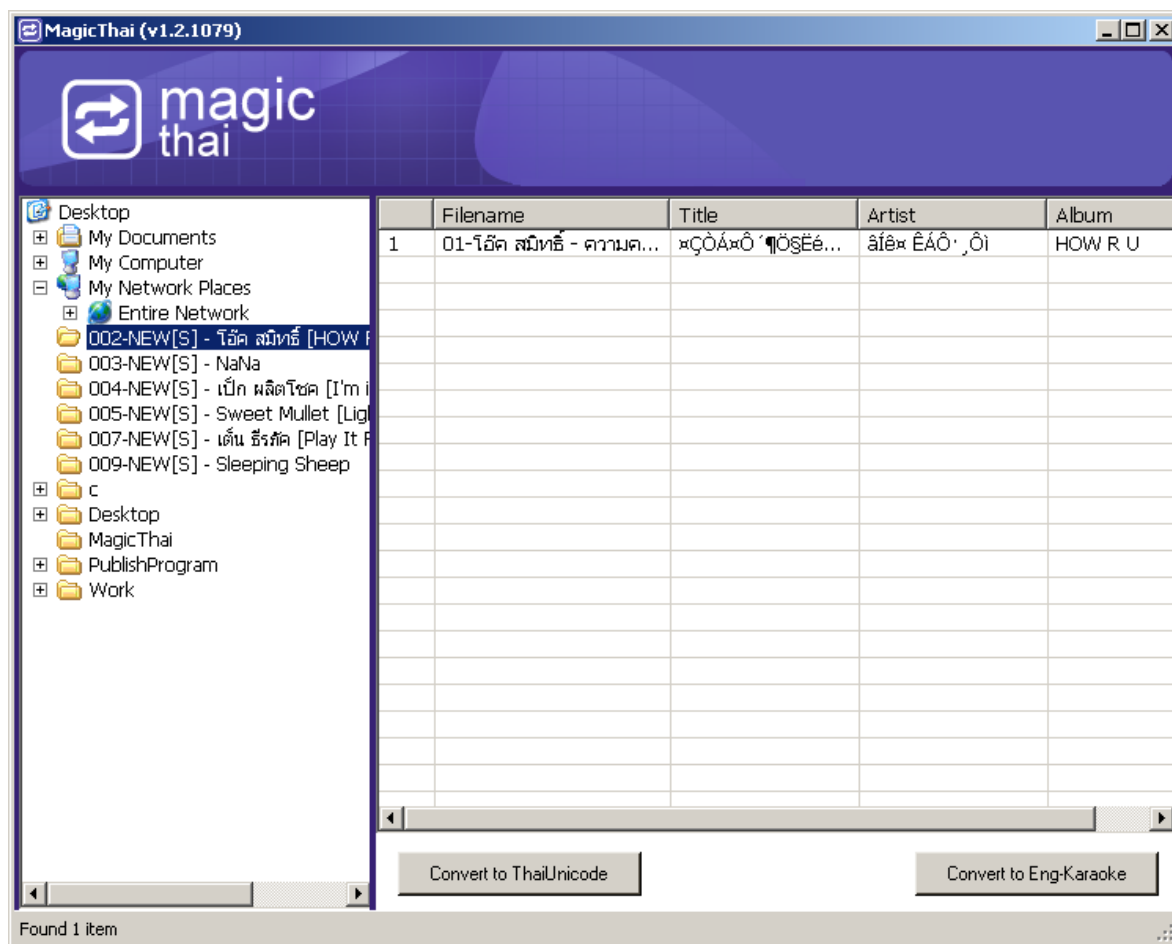 MagicThai (v1.2.1079)
magic
thai
Desktop
My Documents
My Computer
My Network Places
Entire Network
002-NEW[S] - โอ๊ค สมิทธิ์ [HOW
003-NEW[S] - NaNa
004-NEW[S] - เป็ก ผลิตโชค [I'm i
005-NEW[S] - Sweet Mullet [Lig
007-NEW[S] - เต็น ธีรภัค [Play It
009-NEW[S] - Sleeping Sheep
c
Desktop
MagicThai
PublishProgram
Work
Filename Title Artist Album
1 01-โอ๊ค สมิทธิ์ - ความค... ¤ÇÒÁ¤Ô´¶Ö§Ëé... âÍê¤ ÊÁÔ·¸Ôì HOW R U
Convert to ThaiUnicode Convert to Eng-Karaoke
Found 1 item